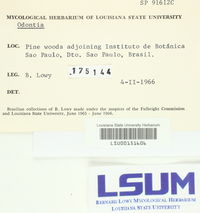 SP 91612C
MYCOLOGICAL HERBARIUM OF LOUISIANA STATE UNIVERSITY
Odontia
LOC. Pine woods adjoining Instituto de Botânica
Sao Paulo, Dto. Sao Paulo, Brasil.
LEG. B. Lowy
175144
4-II-1966
Brazilian collections of B. Lowy made under the auspices of the Fulbright Commission
and Louisiana State University, June 1965 - June 1966.
Louisiana State University Herbarium
LSUM
BERNARD LOWY MYCOLOGICAL HERBARIUM
LOUISIANA STATE UNIVERSITY